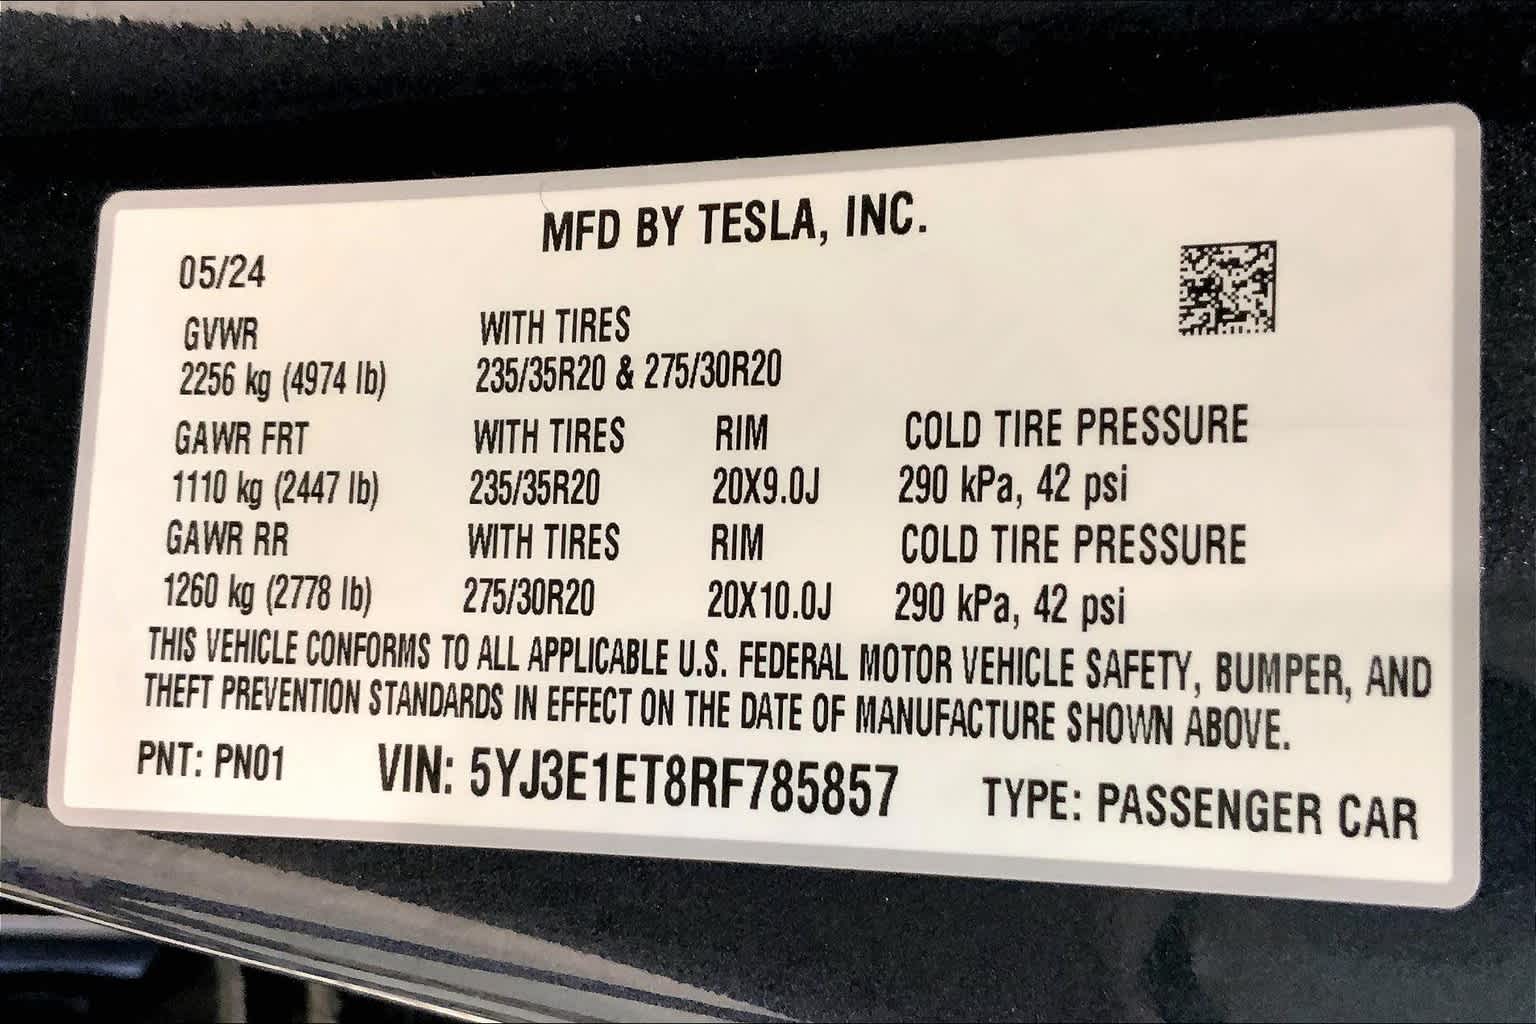 MFD BY TESLA, INC.
05/24
GVWR WITH TIRES
2256 kg (4974 lb) 235/35R20 & 275/30R20
GAWR FRT WITH TIRES RIM COLD TIRE PRESSURE
1110 kg (2447 lb) 235/35R20 20X9.0J 290 kPa, 42 psi
GAWR RR WITH TIRES RIM COLD TIRE PRESSURE
1260 kg (2778 lb) 275/30R20 20X10.0J 290 kPa, 42 psi
THIS VEHICLE CONFORMS TO ALL APPLICABLE U.S. FEDERAL MOTOR VEHICLE SAFETY, BUMPER, AND
THEFT PREVENTION STANDARDS IN EFFECT ON THE DATE OF MANUFACTURE SHOWN ABOVE.
PNT: PN01 VIN: 5YJ3E1ET8RF785857 TYPE: PASSENGER CAR